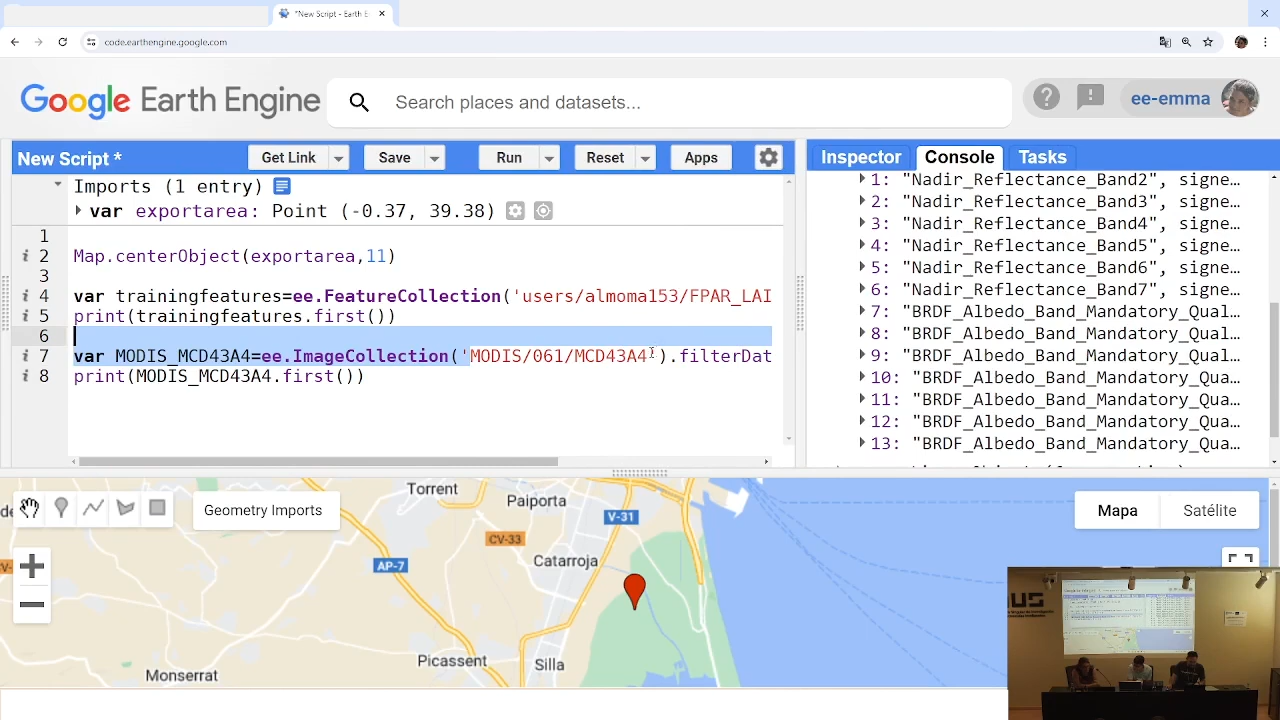 *New Script - Earth E
code.earthengine.google.com
Google Earth Engine
Search places and datasets...
ee-emma
New Script *
Get Link
Save
Run
Reset
Apps
Inspector
Console
Tasks
Imports (1 entry)
var exportarea: Point (-0.37, 39.38)
1
2 Map.centerObject(exportarea,11)
3
4 var trainingfeatures=ee.FeatureCollection('users/almoma153/FPAR_LAI
5 print(trainingfeatures.first())
6
7 var MODIS_MCD43A4=ee.ImageCollection('MODIS/061/MCD43A4').filterDat
8 print(MODIS_MCD43A4.first())
1: "Nadir_Reflectance_Band2", signe…
2: "Nadir_Reflectance_Band3", signe…
3: "Nadir_Reflectance_Band4", signe…
4: "Nadir_Reflectance_Band5", signe…
5: "Nadir_Reflectance_Band6", signe…
6: "Nadir_Reflectance_Band7", signe…
7: "BRDF_Albedo_Band_Mandatory_Qual…
8: "BRDF_Albedo_Band_Mandatory_Qua…
9: "BRDF_Albedo_Band_Mandatory_Qua…
10: "BRDF_Albedo_Band_Mandatory_Qua…
11: "BRDF_Albedo_Band_Mandatory_Qua…
12: "BRDF_Albedo_Band_Mandatory_Qua…
13: "BRDF_Albedo_Band_Mandatory_Qua…
Geometry Imports
Mapa
Satélite
Torrent
Paiporta
V-31
CV-33
AP-7
Catarroja
Picassent
Silla
Monserrat